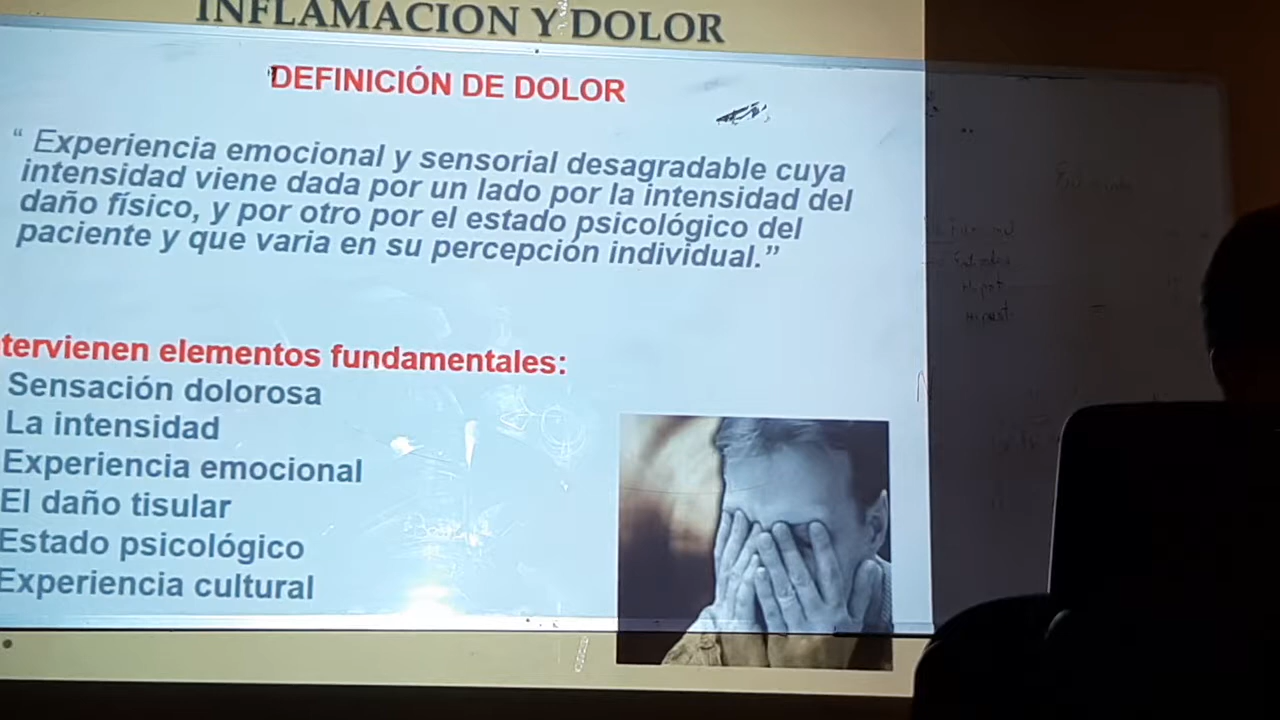 INFLAMACION Y DOLOR
DEFINICIÓN DE DOLOR
“ Experiencia emocional y sensorial desagradable cuya
intensidad viene dada por un lado por la intensidad del
daño físico, y por otro por el estado psicológico del
paciente y que varia en su percepción individual.”
tervienen elementos fundamentales:
Sensación dolorosa
La intensidad
Experiencia emocional
El daño tisular
Estado psicológico
Experiencia cultural